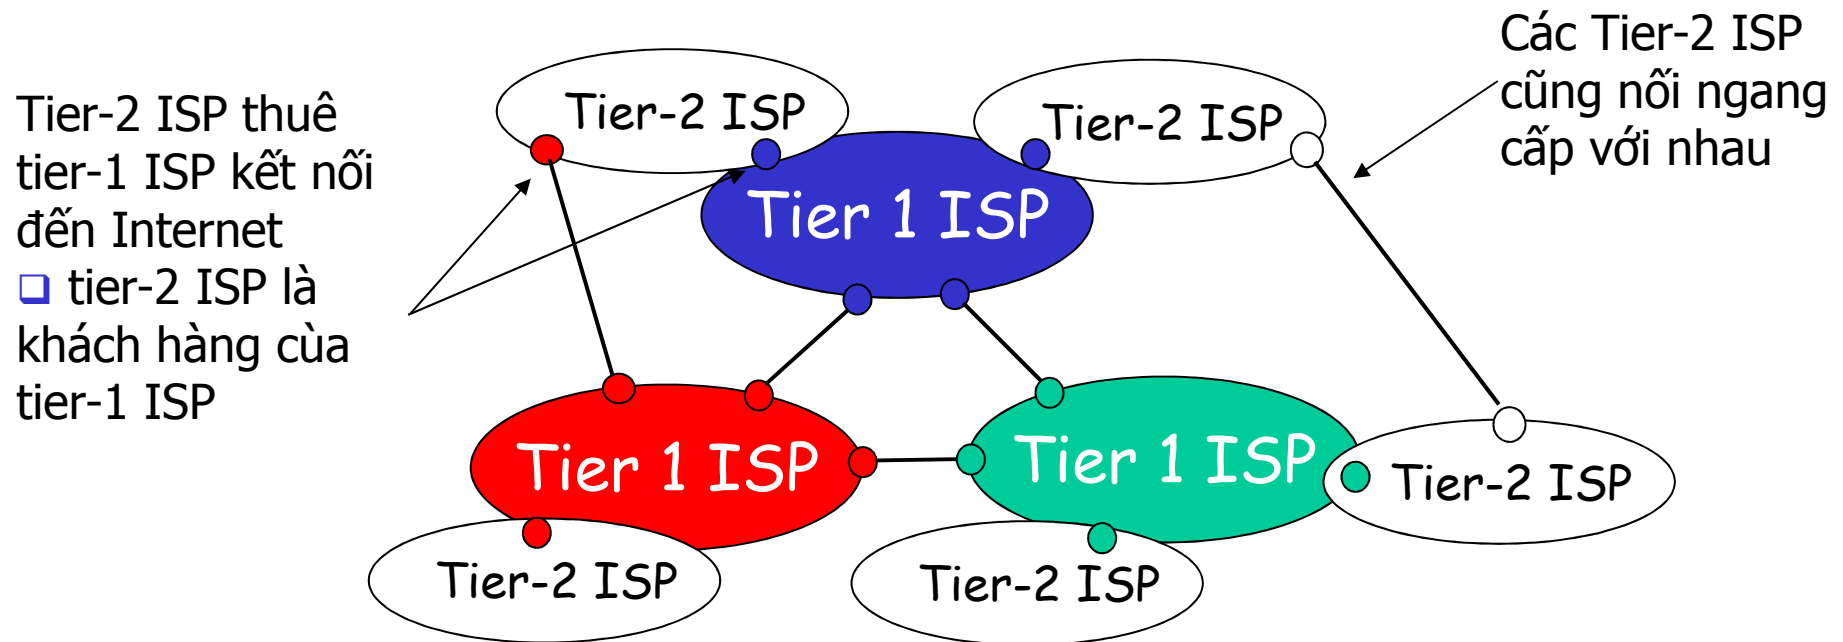 Tier-2 ISP thuê
tier-1 ISP kết nối
đến Internet
❑ tier-2 ISP là
khách hàng cùa
tier-1 ISP
Tier-2 ISP
Tier-2 ISP
Các Tier-2 ISP
cũng nối ngang
cấp với nhau
Tier 1 ISP
Tier 1 ISP
Tier 1 ISP
Tier-2 ISP
Tier-2 ISP
Tier-2 ISP